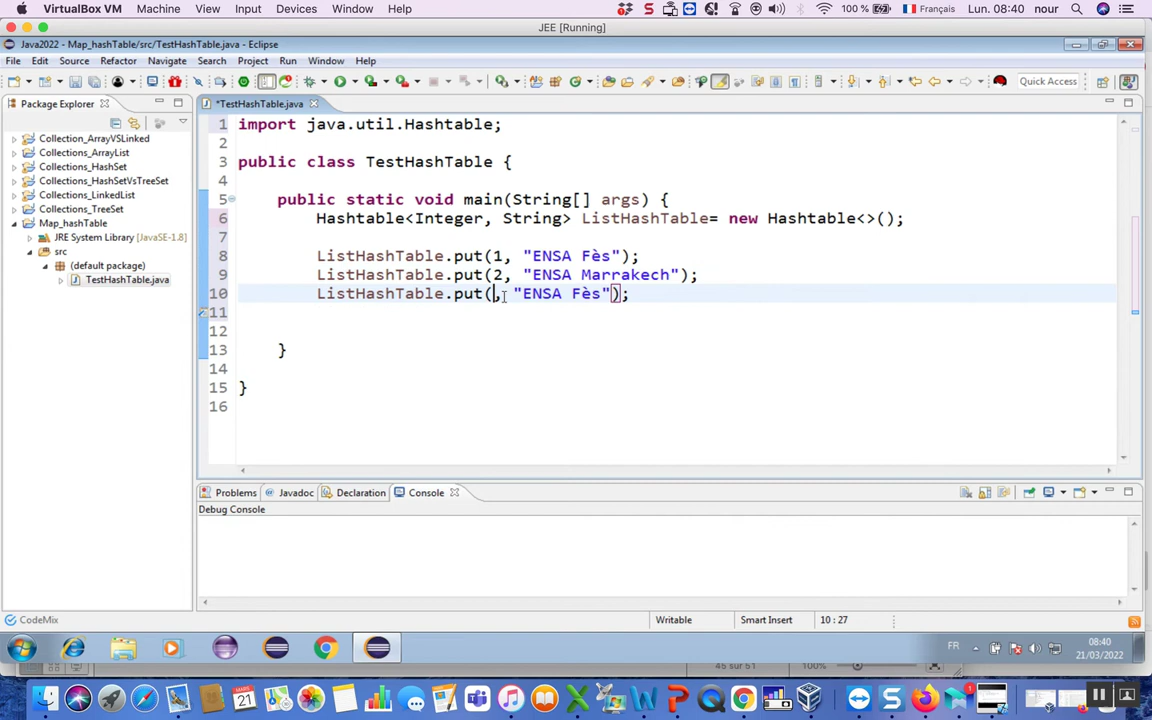 VirtualBox VM Machine View Input Devices Window Help 100 % Français Lun. 08:40 nour
JEE [Running]
Java2022 - Map_hashTable/src/TestHashTable.java - Eclipse
File Edit Source Refactor Navigate Search Project Run Window Help
Quick Access
Package Explorer
*TestHashTable.java
Collection_ArrayVSLinked
Collections_ArrayList
Collections_HashSet
Collections_HashSetVsTreeSet
Collections_LinkedList
Collections_TreeSet
Map_hashTable
JRE System Library [JavaSE-1.8]
src
(default package)
TestHashTable.java
1 import java.util.Hashtable;
2
3 public class TestHashTable {
4
5 public static void main(String[] args) {
6 Hashtable<Integer, String> ListHashTable= new Hashtable<>();
7
8 ListHashTable.put(1, "ENSA Fès");
9 ListHashTable.put(2, "ENSA Marrakech");
10 ListHashTable.put(, "ENSA Fès");
11
12
13 }
14
15 }
16
Problems Javadoc Declaration Console
Debug Console
CodeMix
Writable Smart Insert 10 : 27
FR 08:40
21/03/2022
45 sur 51 100%